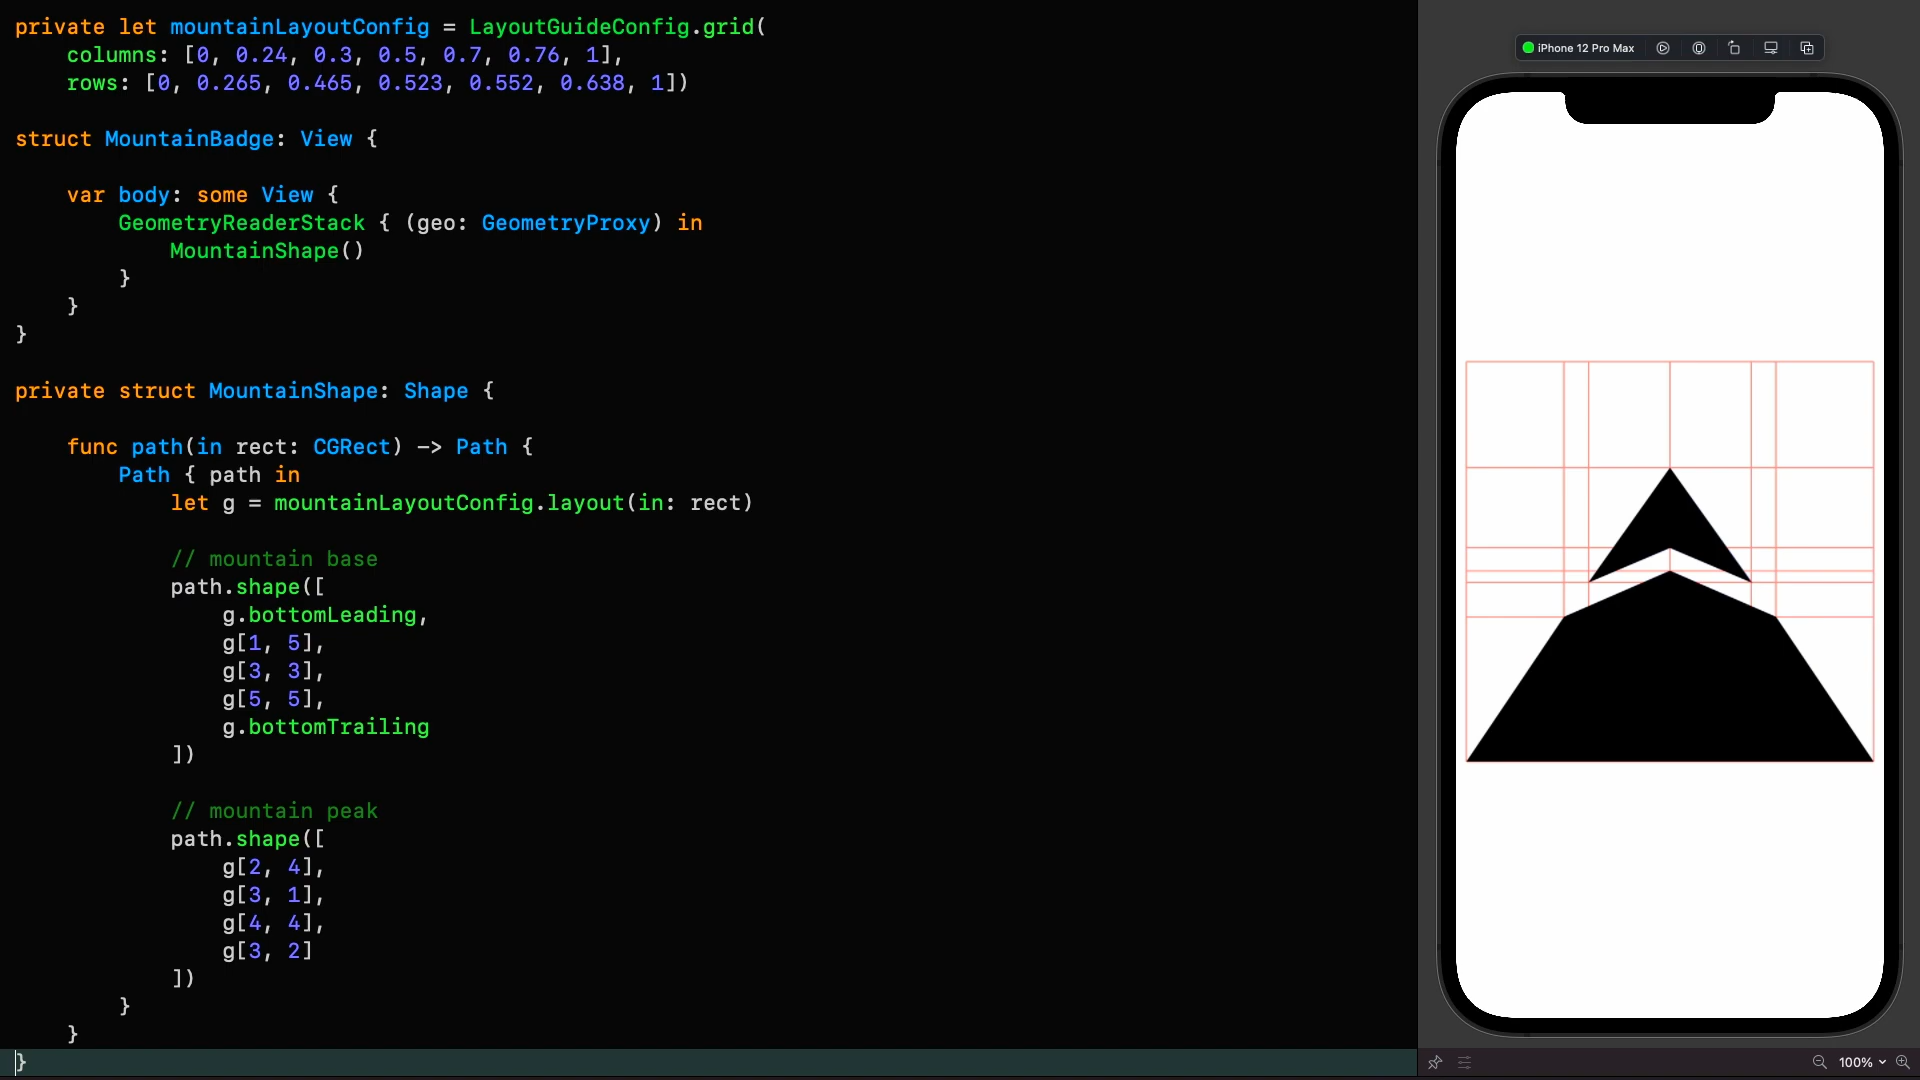 private let mountainLayoutConfig = LayoutGuideConfig.grid(
    columns: [0, 0.24, 0.3, 0.5, 0.7, 0.76, 1],
    rows: [0, 0.265, 0.465, 0.523, 0.552, 0.638, 1])

struct MountainBadge: View {

    var body: some View {
        GeometryReaderStack { (geo: GeometryProxy) in
            MountainShape()
        }
    }
}

private struct MountainShape: Shape {

    func path(in rect: CGRect) -> Path {
        Path { path in
            let g = mountainLayoutConfig.layout(in: rect)

            // mountain base
            path.shape([
                g.bottomLeading,
                g[1, 5],
                g[3, 3],
                g[5, 5],
                g.bottomTrailing
            ])

            // mountain peak
            path.shape([
                g[2, 4],
                g[3, 1],
                g[4, 4],
                g[3, 2]
            ])
        }
    }
}
iPhone 12 Pro Max
100%